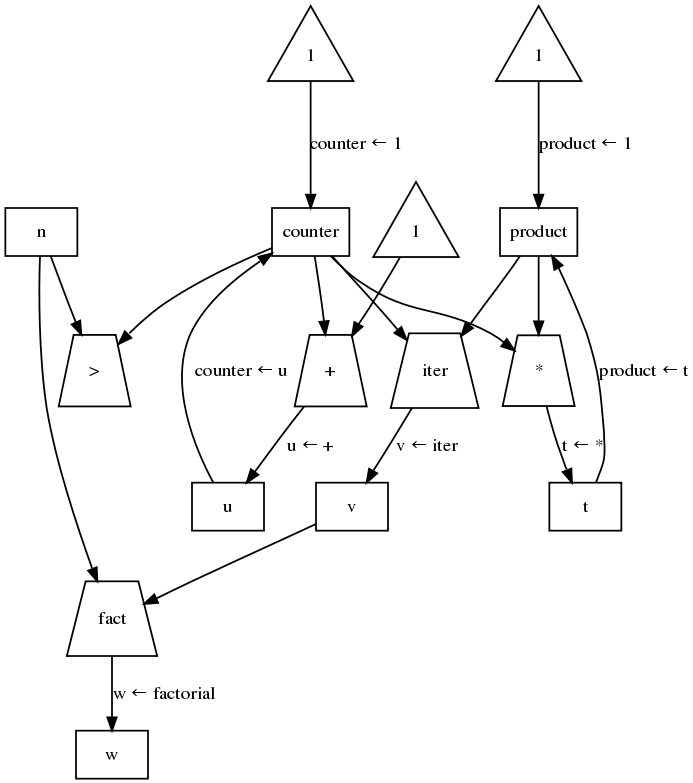 1
1
counter ← 1
product ← 1
n
counter
1
product
>
+
iter
*
counter ← u
product ← t
u ← +
v ← iter
t ← *
u
v
t
fact
w ← factorial
w